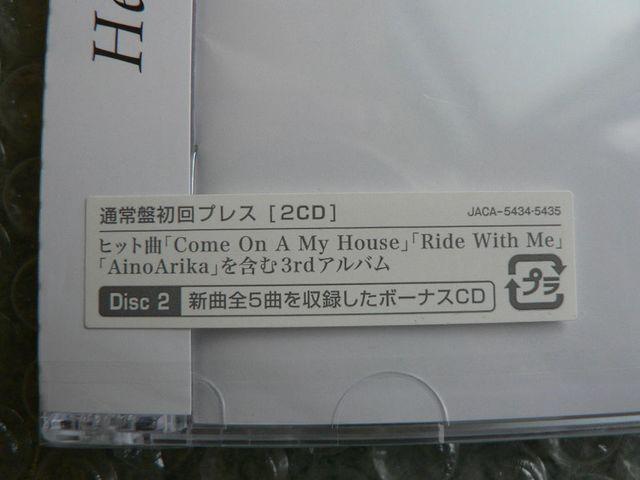 He
通常盤初回プレス [2CD]
JACA-5434-5435
ヒット曲「Come On A My House」「Ride With Me」
「AinoArika」を含む3rdアルバム
プラ
Disc 2 新曲全5曲を収録したボーナスCD